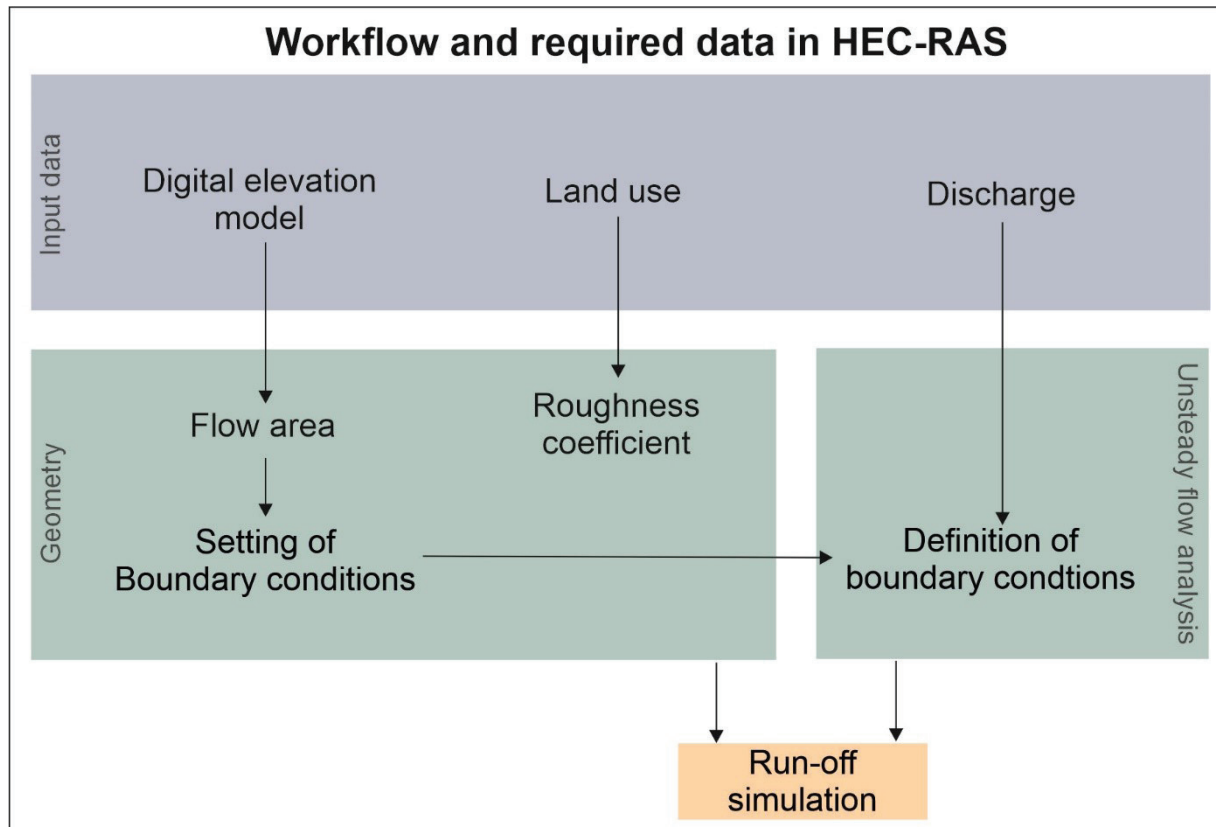 Workflow and required data in HEC-RAS
Input data
Digital elevation
model
Land use
Discharge
Geometry
Flow area
Roughness
coefficient
Setting of
Boundary conditions
Definition of
boundary condtions
Unsteady flow analysis
Run-off
simulation